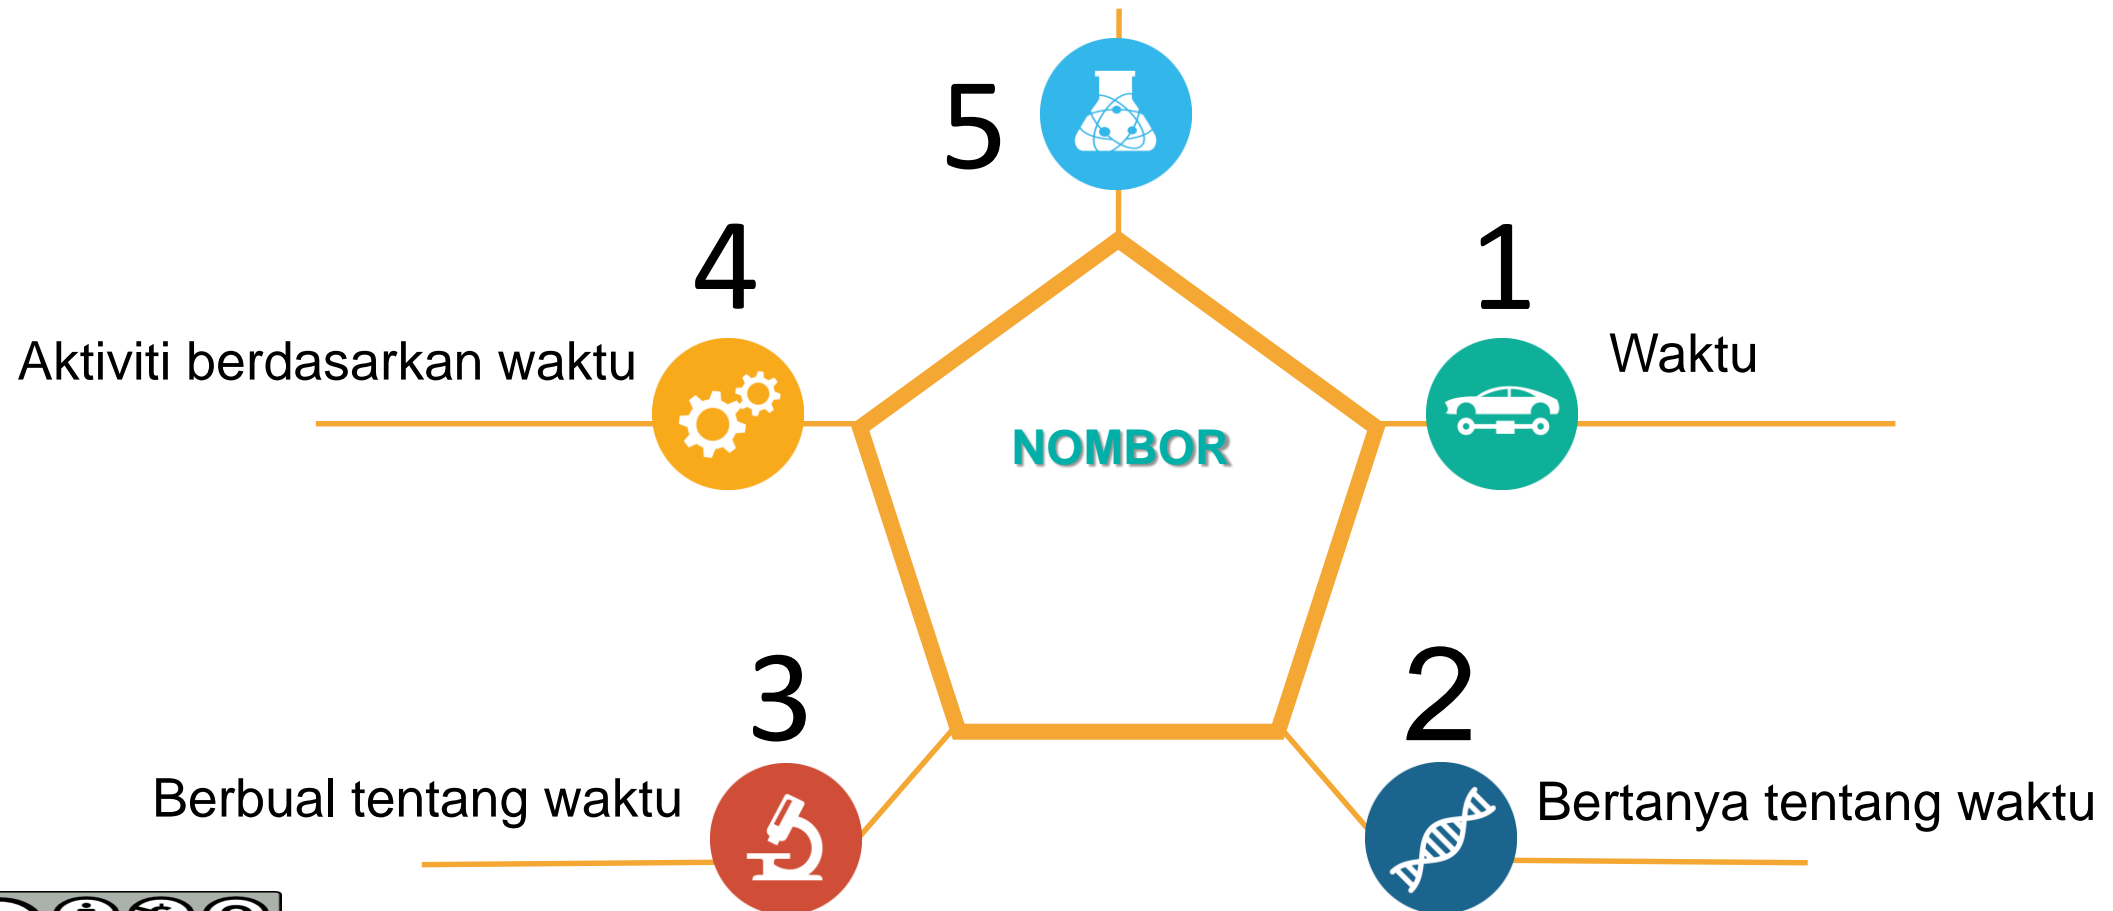 5
4
1
Aktiviti berdasarkan waktu
Waktu
NOMBOR
3
2
Berbual tentang waktu
Bertanya tentang waktu